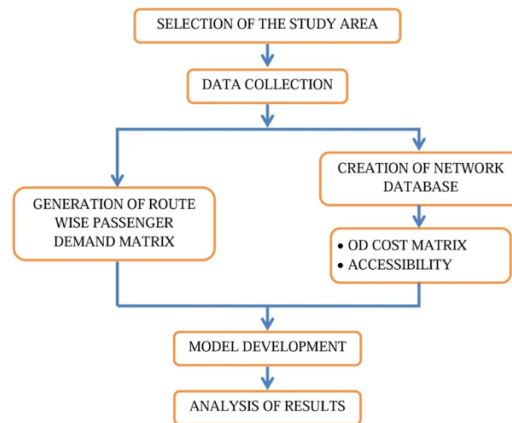 SELECTION OF THE STUDY AREA
DATA COLLECTION
GENERATION OF ROUTE
WISE PASSENGER
DEMAND MATRIX
CREATION OF NETWORK
DATABASE
• OD COST MATRIX
• ACCESSIBILITY
MODEL DEVELOPMENT
ANALYSIS OF RESULTS